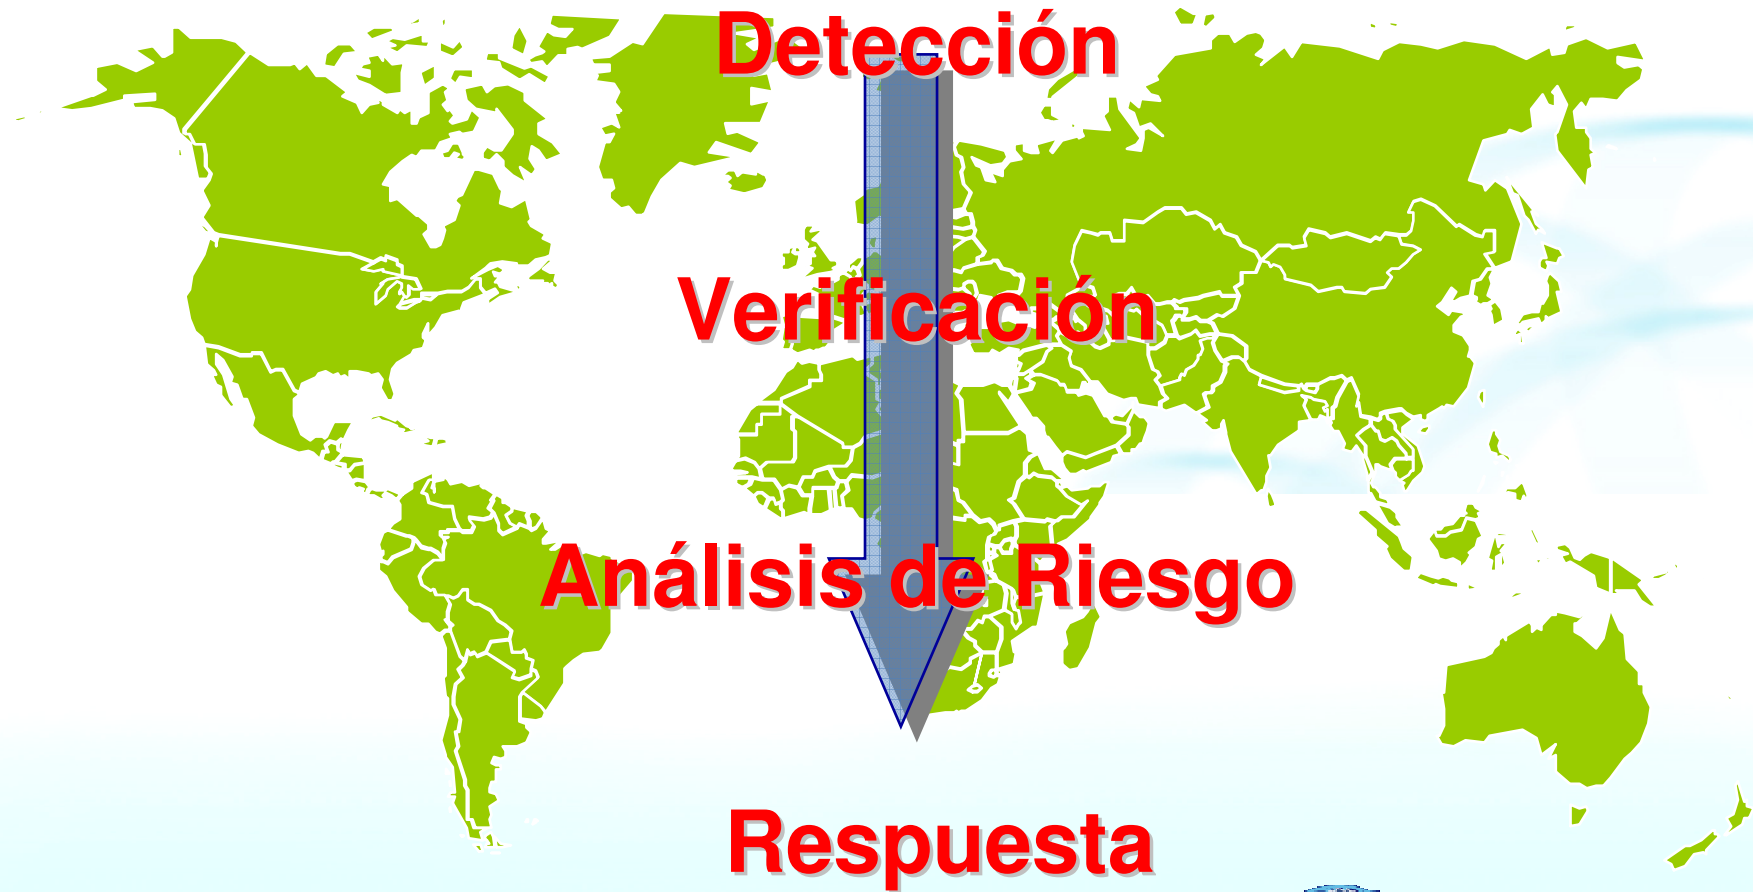 Detección
Verificación
Análisis de Riesgo
Respuesta